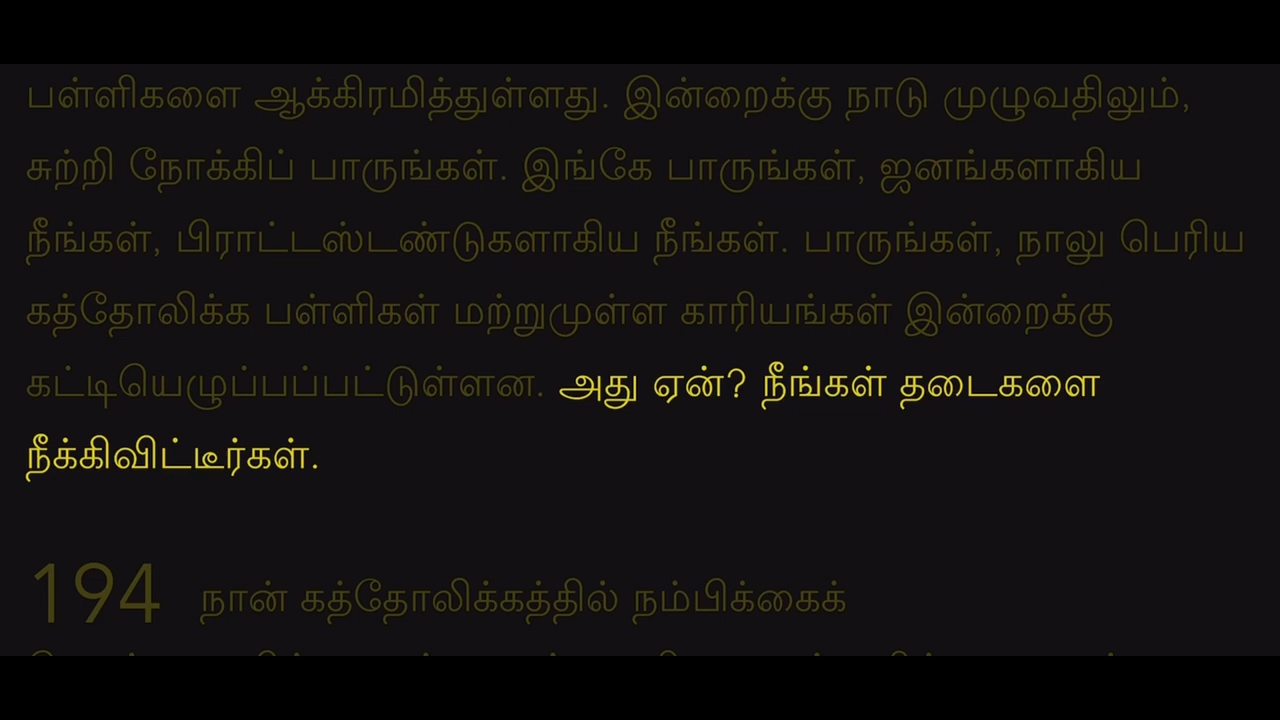 பள்ளிகளை ஆக்கிரமித்துள்ளது. இன்றைக்கு நாடு முழுவதிலும்,
சுற்றி நோக்கிப் பாருங்கள். இங்கே பாருங்கள், ஜனங்களாகிய
நீங்கள், பிராட்டஸ்டண்டுகளாகிய நீங்கள். பாருங்கள், நாலு பெரிய
கத்தோலிக்க பள்ளிகள் மற்றுமுள்ள காரியங்கள் இன்றைக்கு
கட்டியெழுப்பப்பட்டுள்ளன. அது ஏன்? நீங்கள் தடைகளை
நீக்கிவிட்டீர்கள்.
194 நான் கத்தோலிக்கத்தில் நம்பிக்கைக்